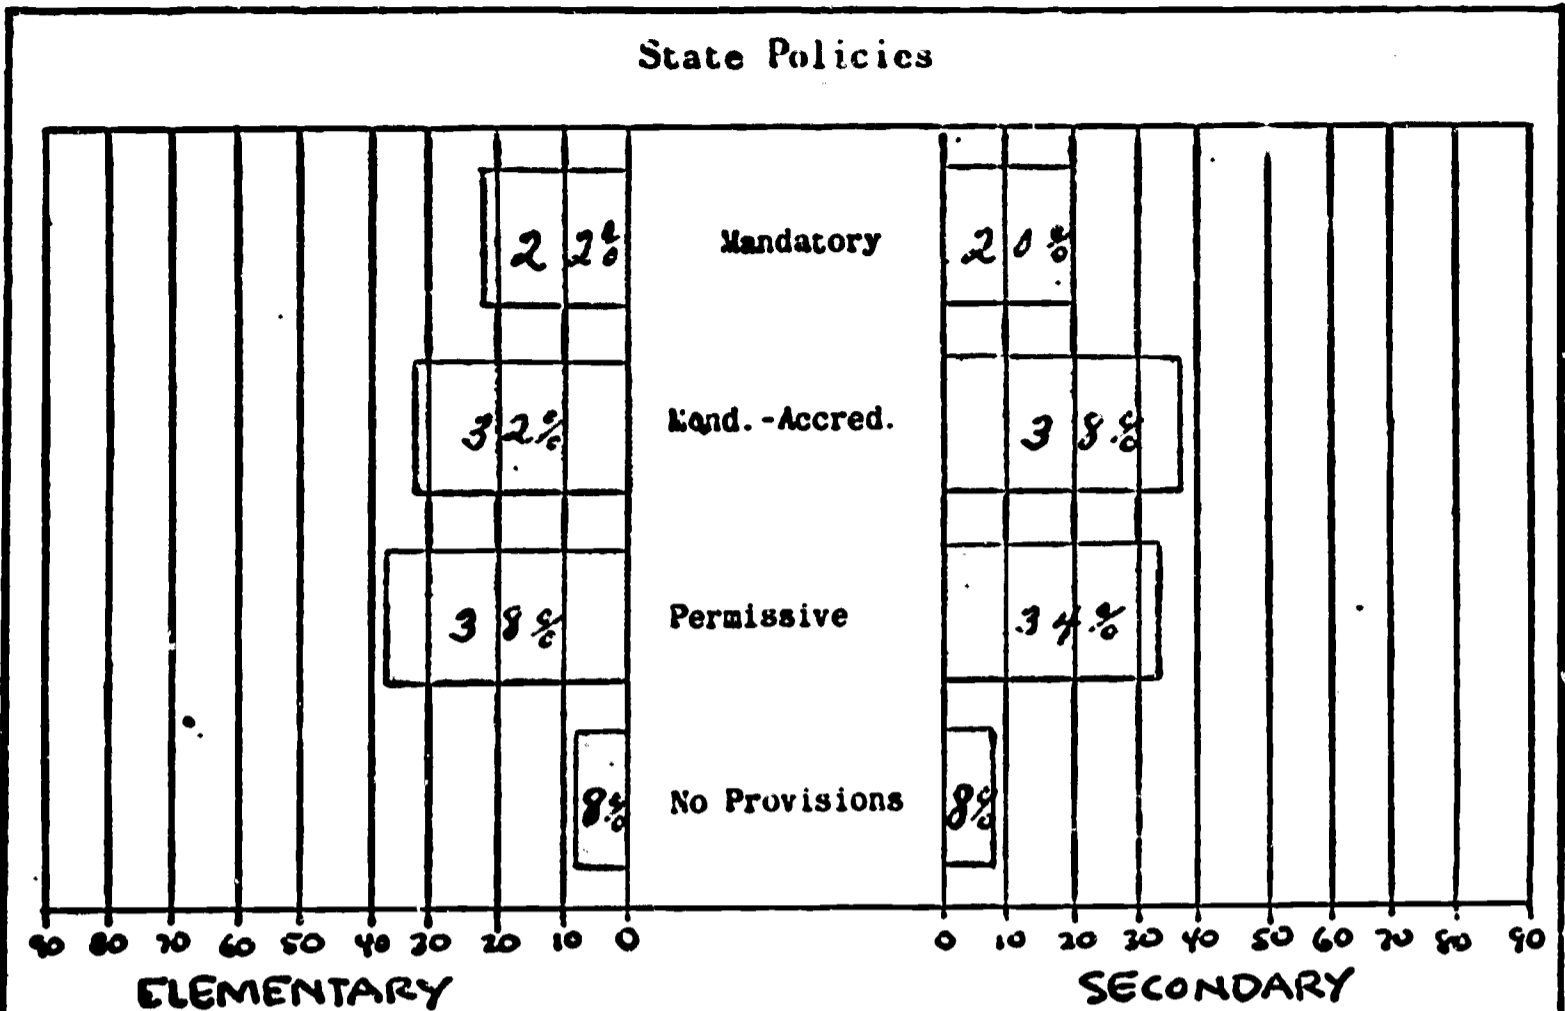 State Policies
22% Mandatory 20%
32% Mand.-Accred. 38%
38% Permissive 34%
8% No Provisions 8%
90 80 70 60 50 40 30 20 10 0 0 10 20 30 40 50 60 70 80 90
ELEMENTARY SECONDARY